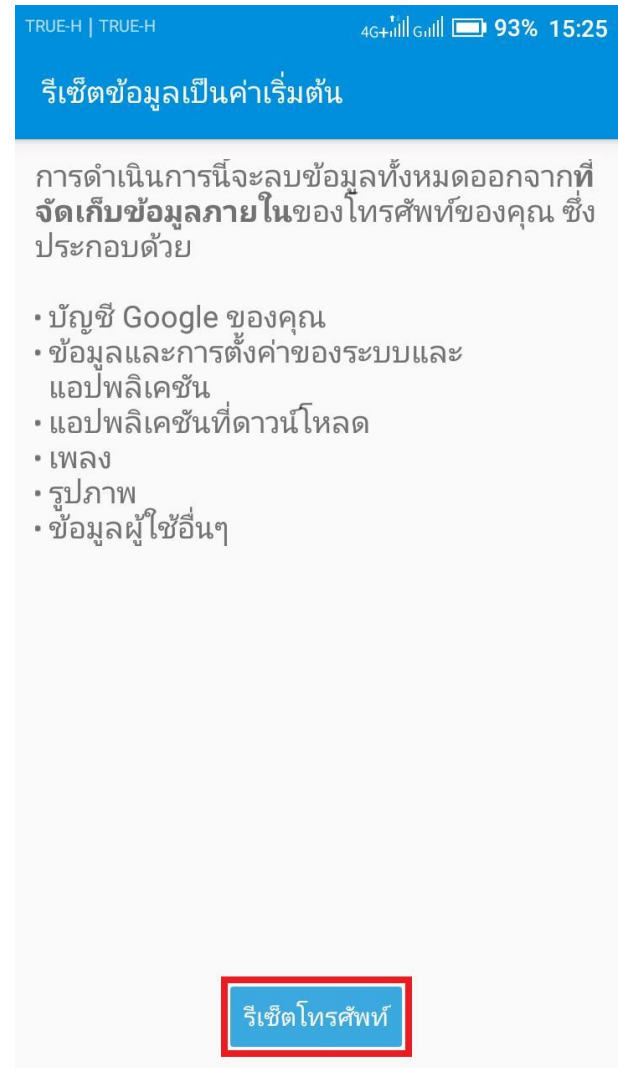 TRUE-H | TRUE-H 4G+ G 93% 15:25
รีเซ็ตข้อมูลเป็นค่าเริ่มต้น
การดำเนินการนี้จะลบข้อมูลทั้งหมดออกจากที่
จัดเก็บข้อมูลภายในของโทรศัพท์ของคุณ ซึ่ง
ประกอบด้วย
• บัญชี Google ของคุณ
• ข้อมูลและการตั้งค่าของระบบและ
แอปพลิเคชัน
• แอปพลิเคชันที่ดาวน์โหลด
• เพลง
• รูปภาพ
• ข้อมูลผู้ใช้อื่นๆ
รีเซ็ตโทรศัพท์